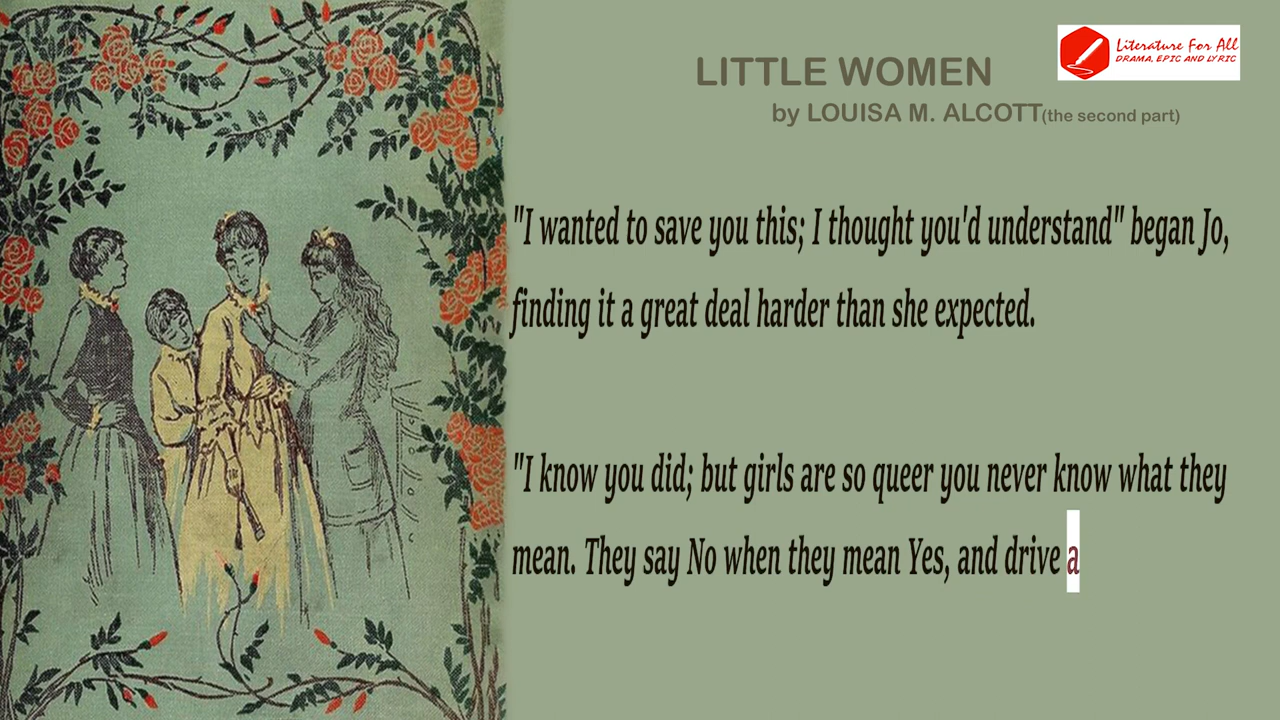 LITTLE WOMEN
by LOUISA M. ALCOTT(the second part)
Literature For All
DRAMA, EPIC AND LYRIC
"I wanted to save you this; I thought you'd understand" began Jo,
finding it a great deal harder than she expected.
"I know you did; but girls are so queer you never know what they
mean. They say No when they mean Yes, and drive a